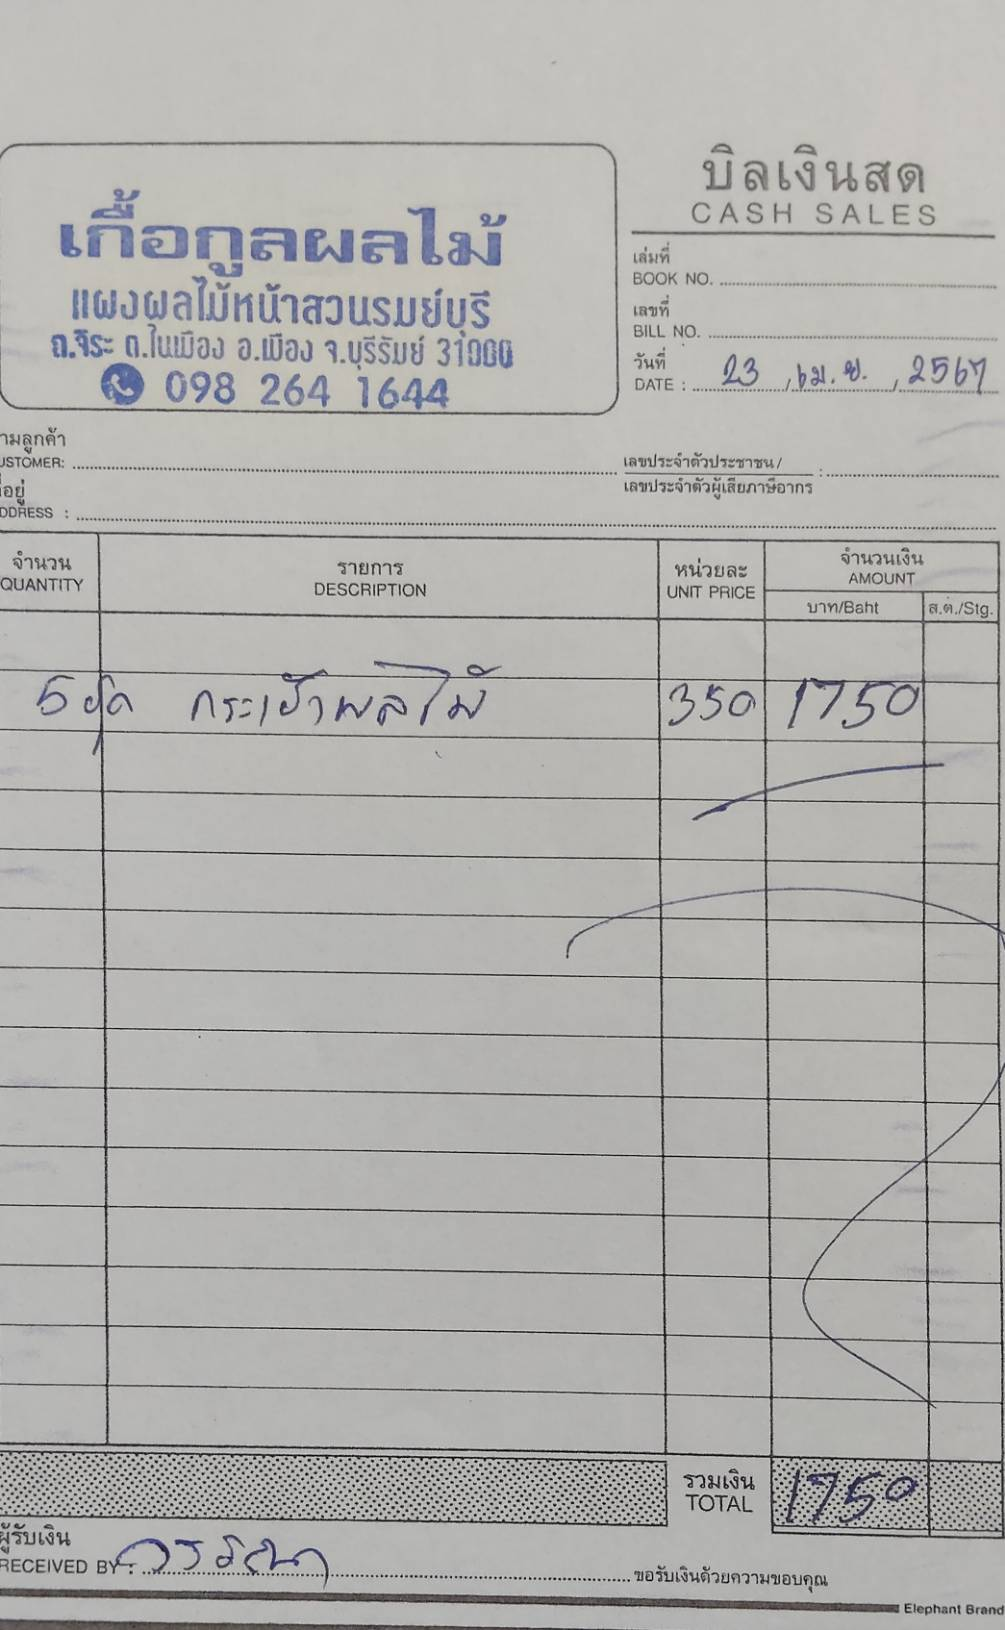 บิลเงินสด
CASH SALES
เกื้อกูลผลไม้
แผงผลไม้หน้าสวนรมย์บุรี
ถ.จิระ ต.ในเมือง อ.เมือง จ.บุรีรัมย์ 31000
098 264 1644
เล่มที่
BOOK NO.
เลขที่
BILL NO.
วันที่
DATE : 23 , เม.ย. , 2567
ามลูกค้า
USTOMER:
เลขประจำตัวประชาชน / :
เลขประจำตัวผู้เสียภาษีอากร
ี่อยู่
DDRESS :
จำนวน รายการ หน่วยละ จำนวนเงิน
QUANTITY DESCRIPTION UNIT PRICE AMOUNT
บาท/Baht ส.ต./Stg.
5 ชุด กระเช้าผลไม้ 350 1750
รวมเงิน
TOTAL 1750
ผู้รับเงิน
RECEIVED BY :
ขอรับเงินด้วยความขอบคุณ
Elephant Brand